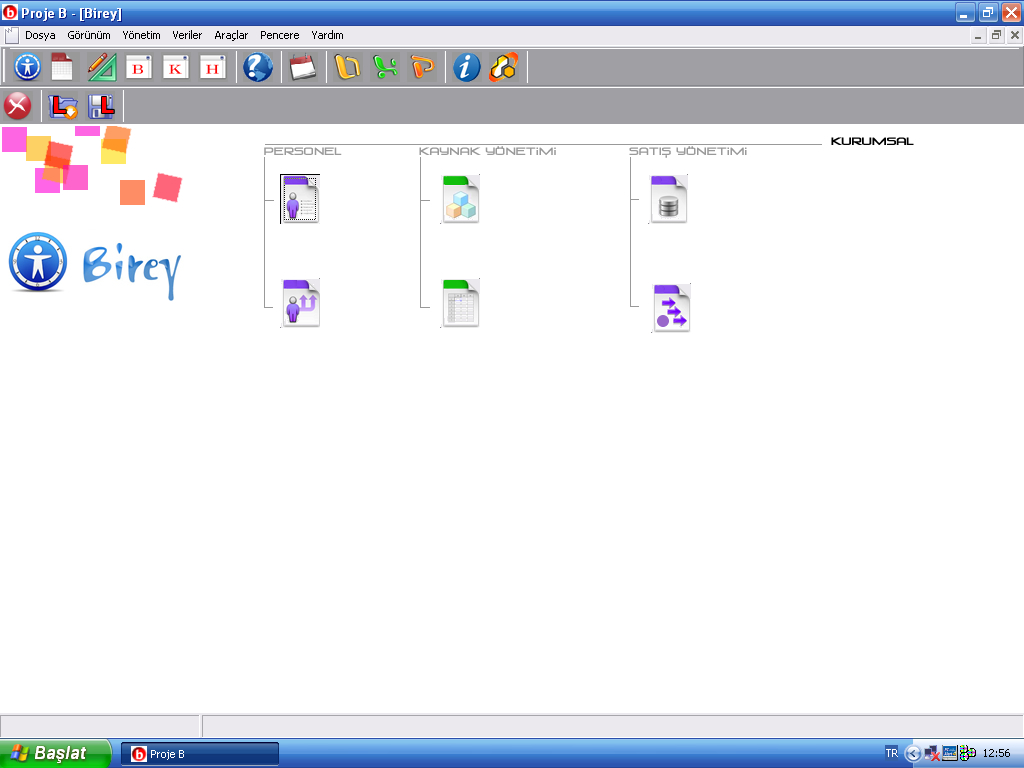 Proje B - [Birey]
Dosya Görünüm Yönetim Veriler Araçlar Pencere Yardım
B K H
L L
PERSONEL KAYNAK YÖNETİMİ SATIŞ YÖNETİMİ KURUMSAL
Birey
Başlat Proje B TR 12:56